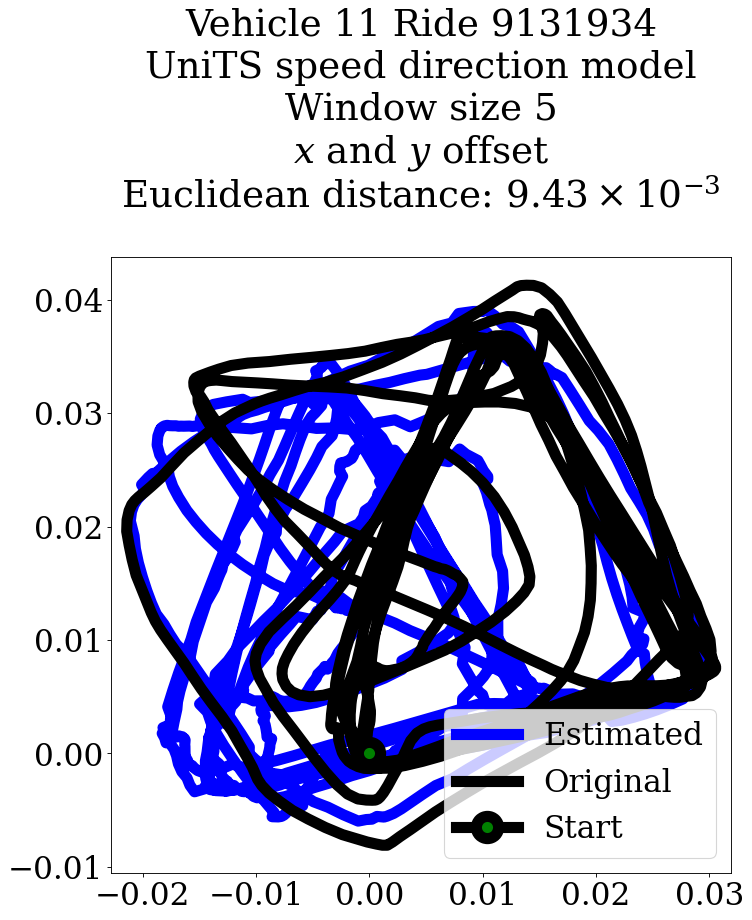 Vehicle 11 Ride 9131934
UniTS speed direction model
Window size 5
x and y offset
Euclidean distance: 9.43 × 10⁻³
0.04
0.03
0.02
0.01
0.00
−0.01
−0.02
−0.01
0.00
0.01
0.02
0.03
Estimated
Original
Start